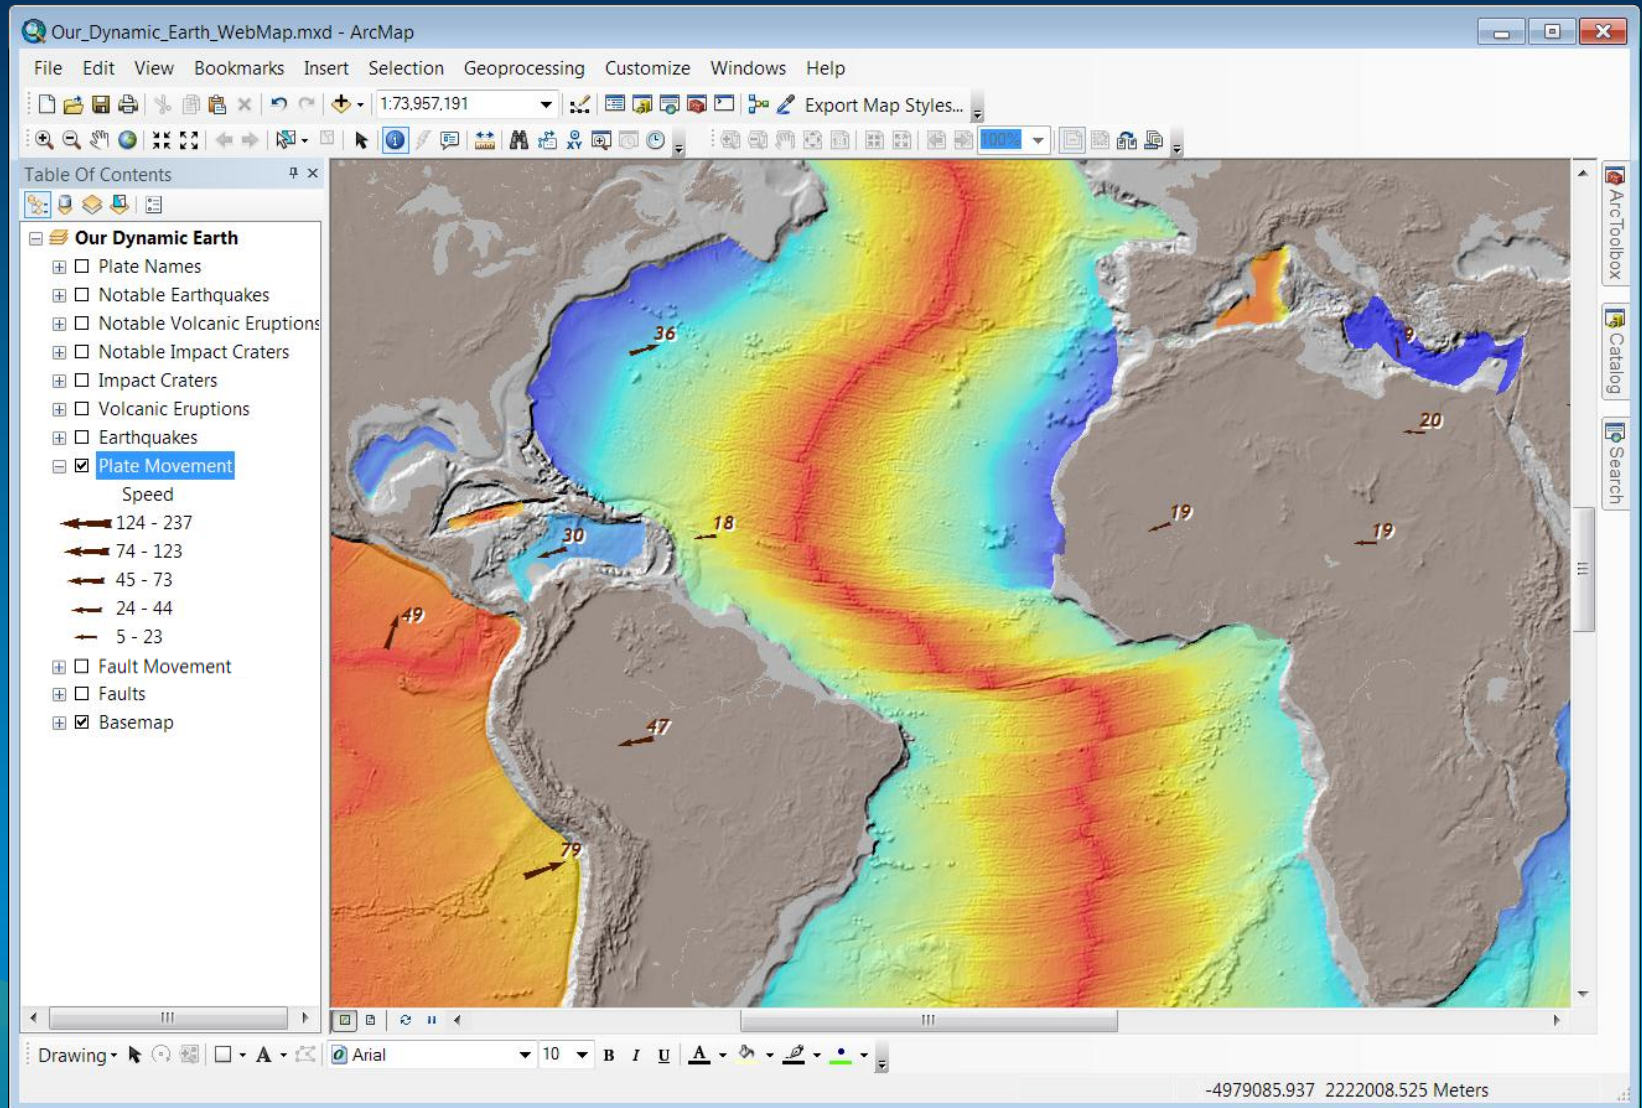 Our_Dynamic_Earth_WebMap.mxd - ArcMap
File Edit View Bookmarks Insert Selection Geoprocessing Customize Windows Help
1:73,957,191
Export Map Styles...
100%
Table Of Contents
Our Dynamic Earth
Plate Names
Notable Earthquakes
Notable Volcanic Eruptions
Notable Impact Craters
Impact Craters
Volcanic Eruptions
Earthquakes
Plate Movement
Speed
124 - 237
74 - 123
45 - 73
24 - 44
5 - 23
Fault Movement
Faults
Basemap
36
9
20
18
30
19
19
49
47
79
ArcToolbox
Catalog
Search
Drawing
A
Arial
10
B I U A
-4979085.937 2222008.525 Meters